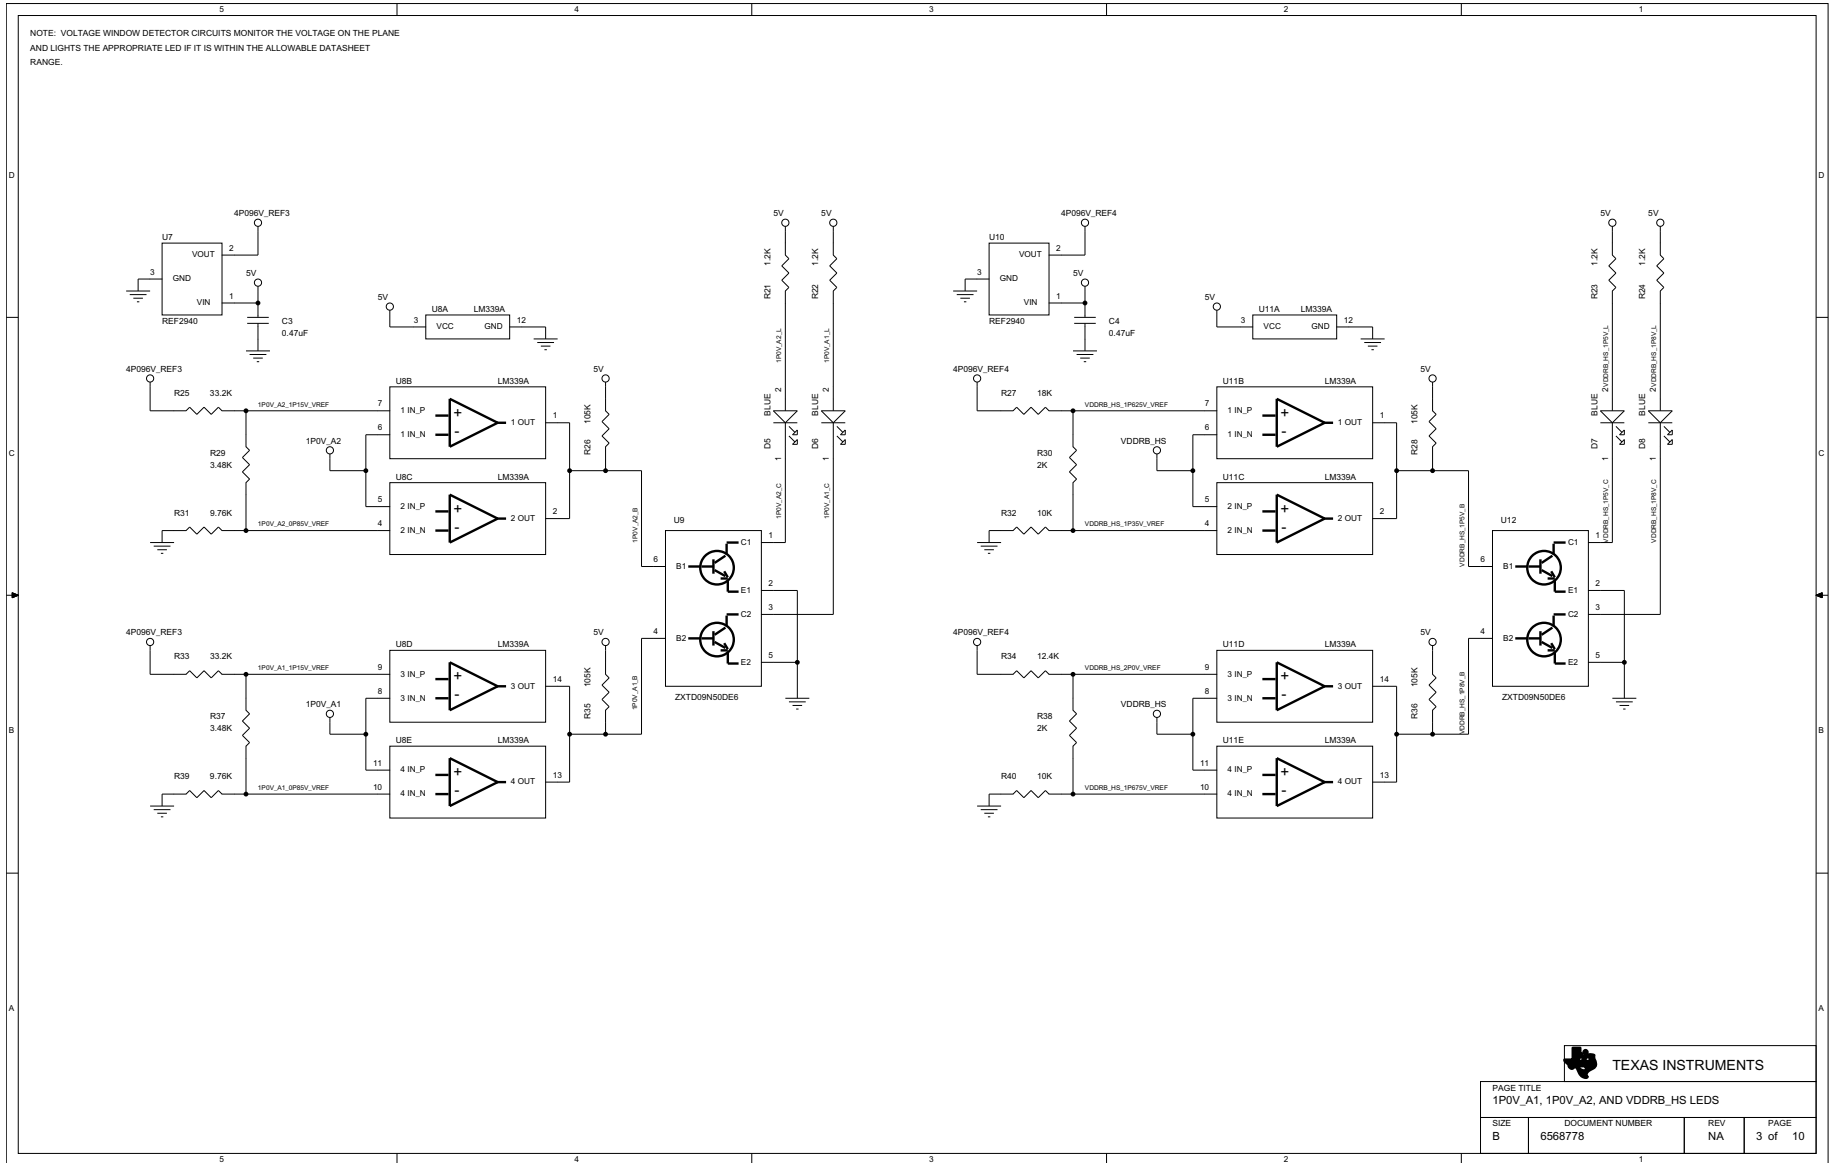 5 4 3 2 1
NOTE: VOLTAGE WINDOW DETECTOR CIRCUITS MONITOR THE VOLTAGE ON THE PLANE
AND LIGHTS THE APPROPRIATE LED IF IT IS WITHIN THE ALLOWABLE DATASHEET
RANGE.
D D
C C
B B
A A
4P096V_REF3
U7
VOUT 2
3 GND
5V
VIN 1
REF2940
C3
0.47uF
5V
U8A LM339A
3 VCC GND 12
4P096V_REF3
R25 33.2K
1P0V_A2_1P15V_VREF
R29
3.48K
R31 9.76K
1P0V_A2_0P85V_VREF
1P0V_A2
U8B LM339A
7 1 IN_P
6 1 IN_N
1 OUT 1
U8C LM339A
5 2 IN_P
4 2 IN_N
2 OUT 2
5V
R26 105K
1P0V_A2_B
4P096V_REF3
R33 33.2K
1P0V_A1_1P15V_VREF
R37
3.48K
R39 9.76K
1P0V_A1_0P85V_VREF
1P0V_A1
U8D LM339A
9 3 IN_P
8 3 IN_N
3 OUT 14
U8E LM339A
11 4 IN_P
10 4 IN_N
4 OUT 13
5V
R35 105K
1P0V_A1_B
U9
6 B1
C1 1
E1 2
C2 3
4 B2
E2 5
ZXTD09N50DE6
5V 5V
R21 1.2K
R22 1.2K
1P0V_A2_L
1P0V_A1_L
D5 BLUE 2 1
D6 BLUE 2 1
1P0V_A2_C
1P0V_A1_C
4P096V_REF4
U10
VOUT 2
3 GND
5V
VIN 1
REF2940
C4
0.47uF
5V
U11A LM339A
3 VCC GND 12
4P096V_REF4
R27 18K
VDDRB_HS_1P625V_VREF
R30
2K
R32 10K
VDDRB_HS_1P35V_VREF
VDDRB_HS
U11B LM339A
7 1 IN_P
6 1 IN_N
1 OUT 1
U11C LM339A
5 2 IN_P
4 2 IN_N
2 OUT 2
5V
R28 105K
VDDRB_HS_1P5V_B
4P096V_REF4
R34 12.4K
VDDRB_HS_2P0V_VREF
R38
2K
R40 10K
VDDRB_HS_1P675V_VREF
VDDRB_HS
U11D LM339A
9 3 IN_P
8 3 IN_N
3 OUT 14
U11E LM339A
11 4 IN_P
10 4 IN_N
4 OUT 13
5V
R36 105K
VDDRB_HS_1P8V_B
U12
6 B1
C1 1
E1 2
C2 3
4 B2
E2 5
ZXTD09N50DE6
5V 5V
R23 1.2K
R24 1.2K
VDDRB_HS_1P5V_L
VDDRB_HS_1P8V_L
D7 BLUE 2 1
D8 BLUE 2 1
VDDRB_HS_1P5V_C
VDDRB_HS_1P8V_C
TEXAS INSTRUMENTS
PAGE TITLE
1P0V_A1, 1P0V_A2, AND VDDRB_HS LEDS
SIZE DOCUMENT NUMBER REV PAGE
B 6568778 NA 3 of 10
5 4 3 2 1